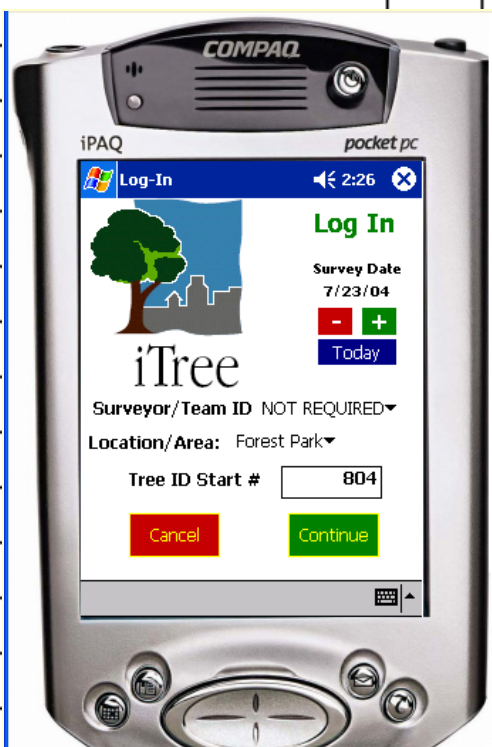 COMPAQ
iPAQ pocket pc
Log-In 2:26
Log In
Survey Date
7/23/04
- +
Today
iTree
Surveyor/Team ID NOT REQUIRED
Location/Area: Forest Park
Tree ID Start # 804
Cancel Continue